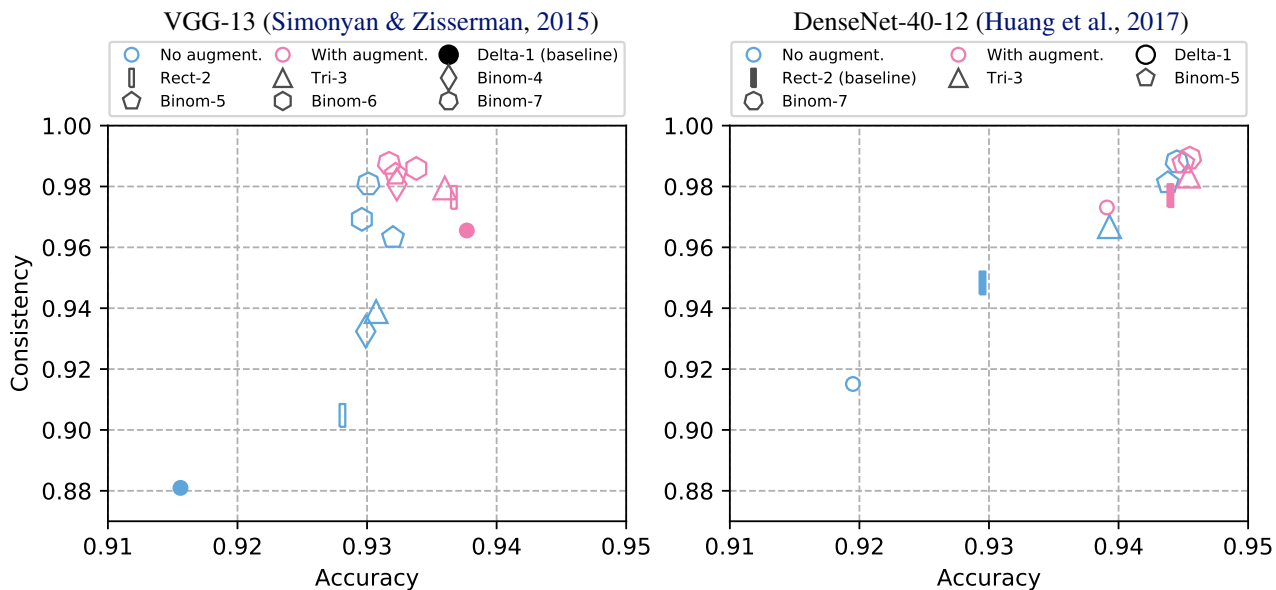 VGG-13 (Simonyan & Zisserman, 2015)
No augment. With augment. Delta-1 (baseline)
Rect-2 Tri-3 Binom-4
Binom-5 Binom-6 Binom-7
1.00
0.98
0.96
0.94
0.92
0.90
0.88
Consistency
0.91 0.92 0.93 0.94 0.95
Accuracy
DenseNet-40-12 (Huang et al., 2017)
No augment. With augment. Delta-1
Rect-2 (baseline) Tri-3 Binom-5
Binom-7
1.00
0.98
0.96
0.94
0.92
0.90
0.88
0.91 0.92 0.93 0.94 0.95
Accuracy